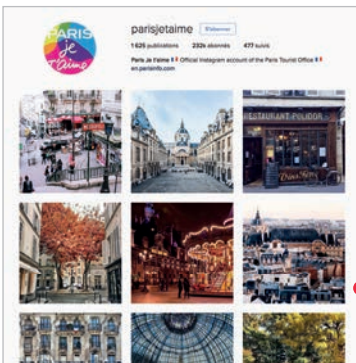 PARIS
je
t'aime
parisjetaime
S'abonner
1 625 publications 232k abonnés 477 suivis
Paris Je t'aime 🇫🇷 Official Instagram account of the Paris Tourist Office 🇫🇷
en.parisinfo.com
RESTAURANT POLIDOR